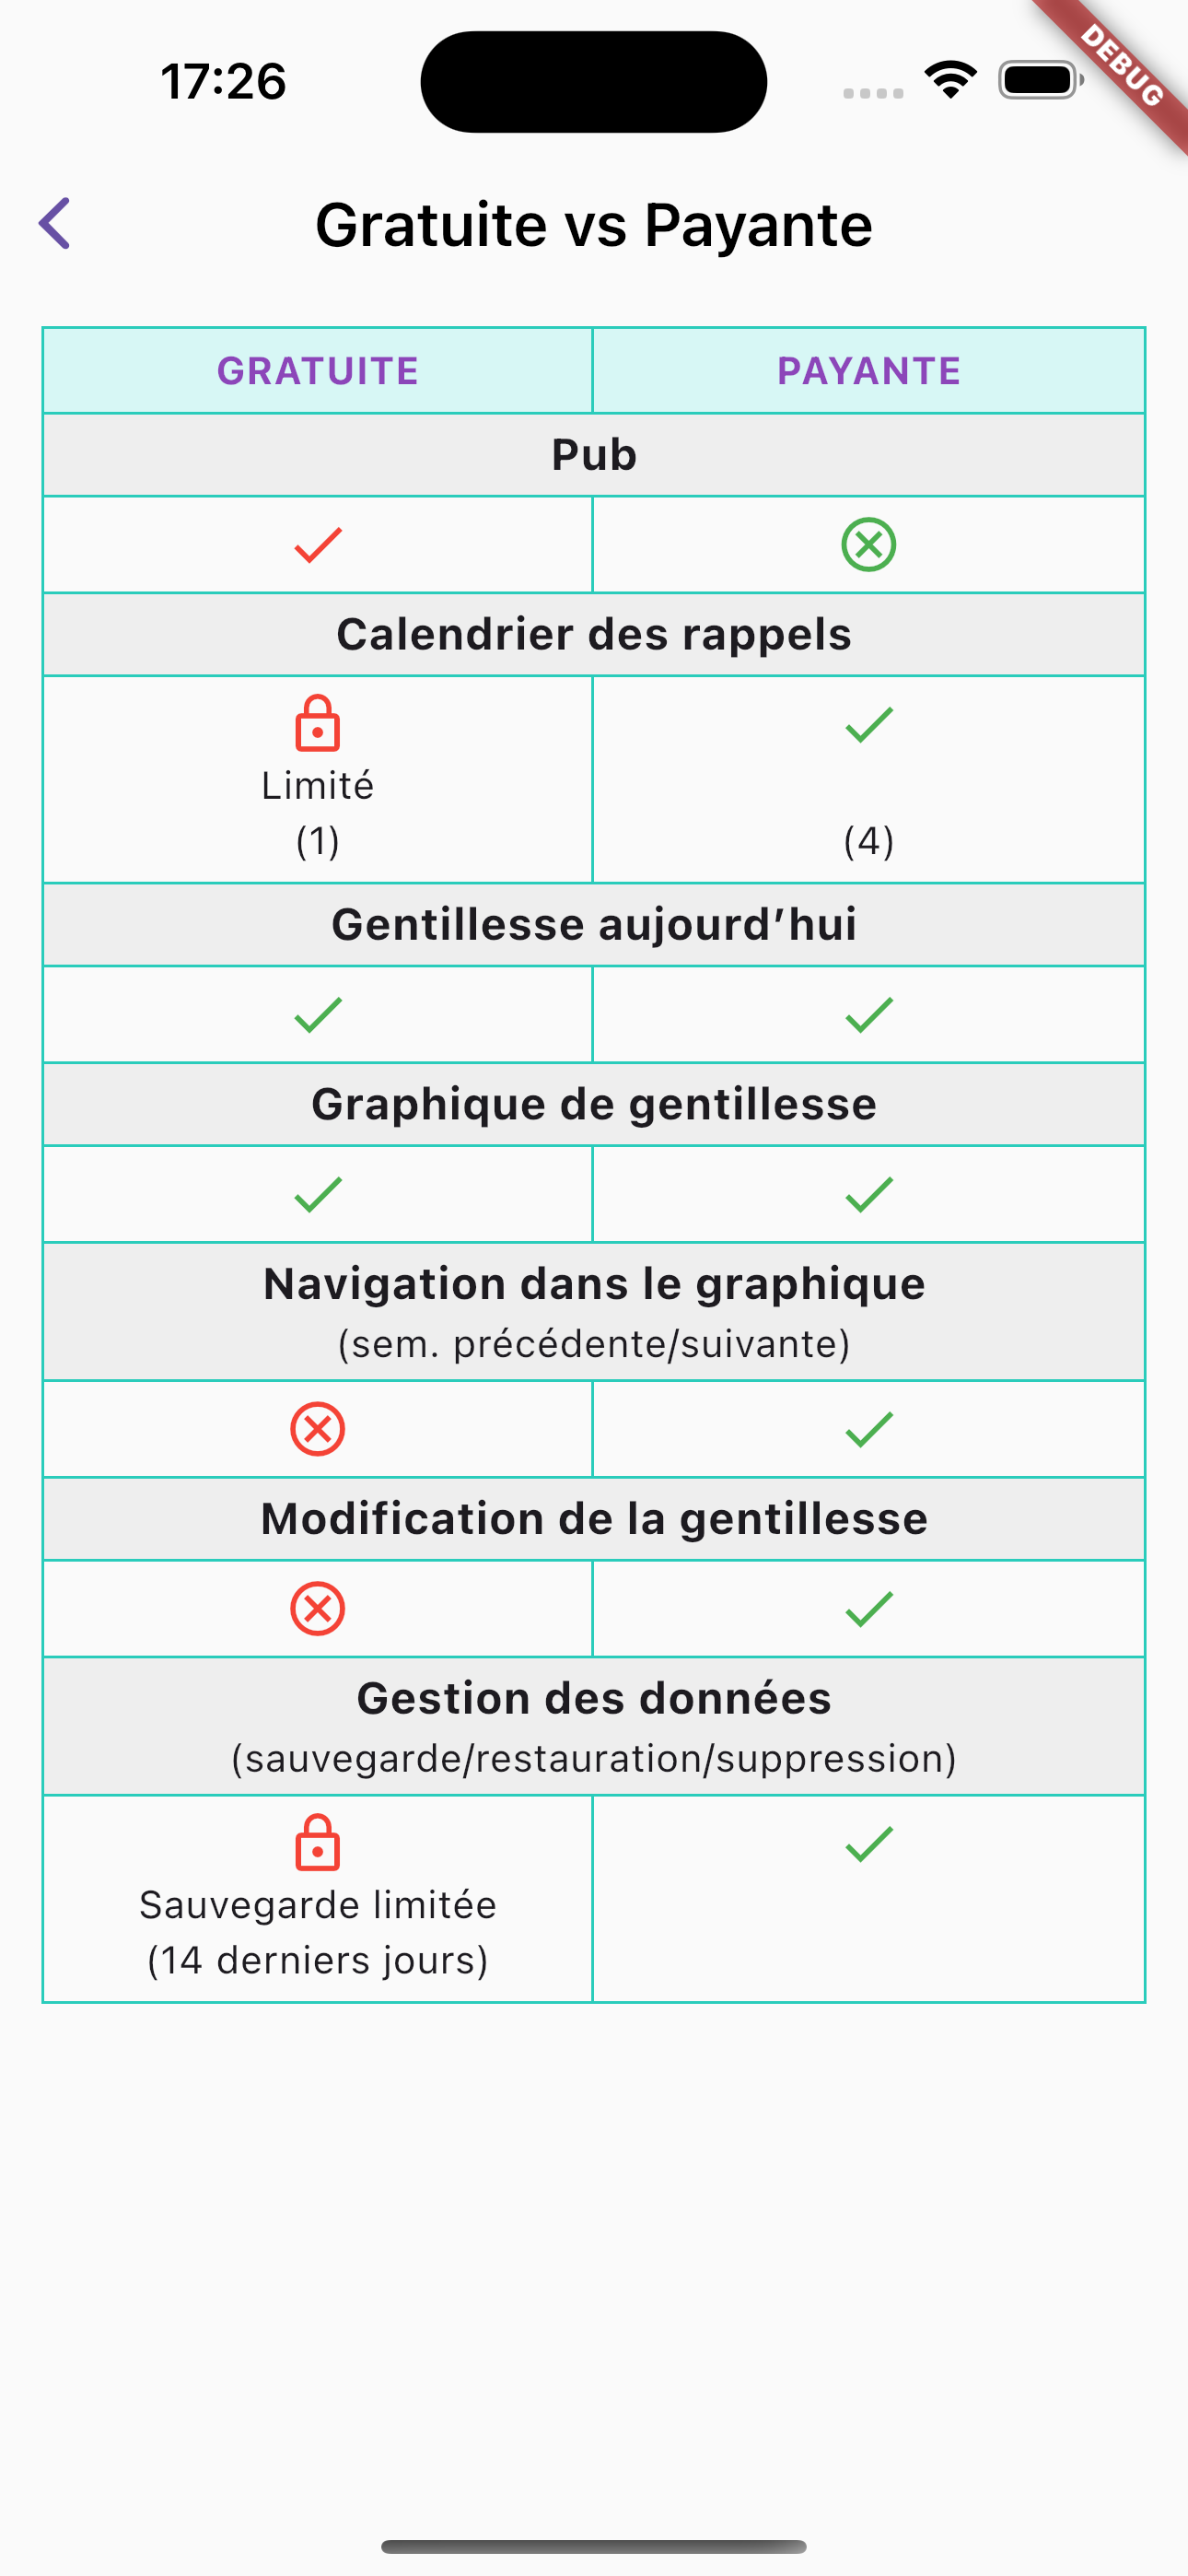 17:26
DEBUG
Gratuite vs Payante
GRATUITE PAYANTE
Pub
Calendrier des rappels
Limité
(1) (4)
Gentillesse aujourd’hui
Graphique de gentillesse
Navigation dans le graphique
(sem. précédente/suivante)
Modification de la gentillesse
Gestion des données
(sauvegarde/restauration/suppression)
Sauvegarde limitée
(14 derniers jours)